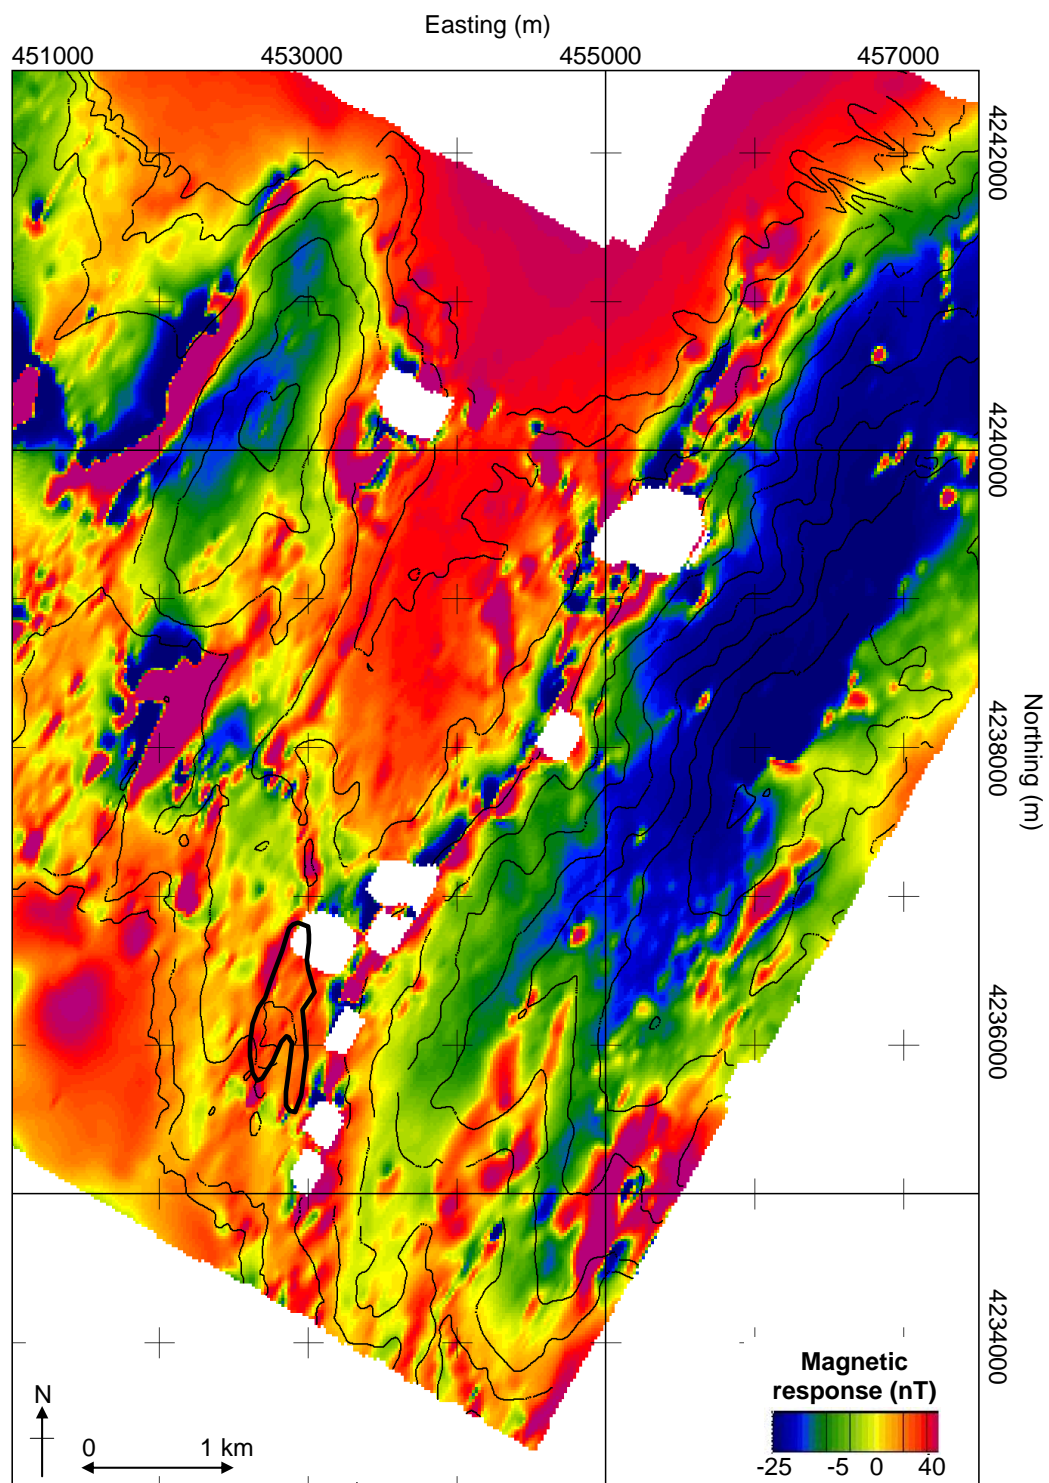 Easting (m)
451000 453000 455000 457000
4242000
4240000
4238000
4236000
4234000
Northing (m)
Magnetic
response (nT)
-25 -5 0 40
N
0 1 km